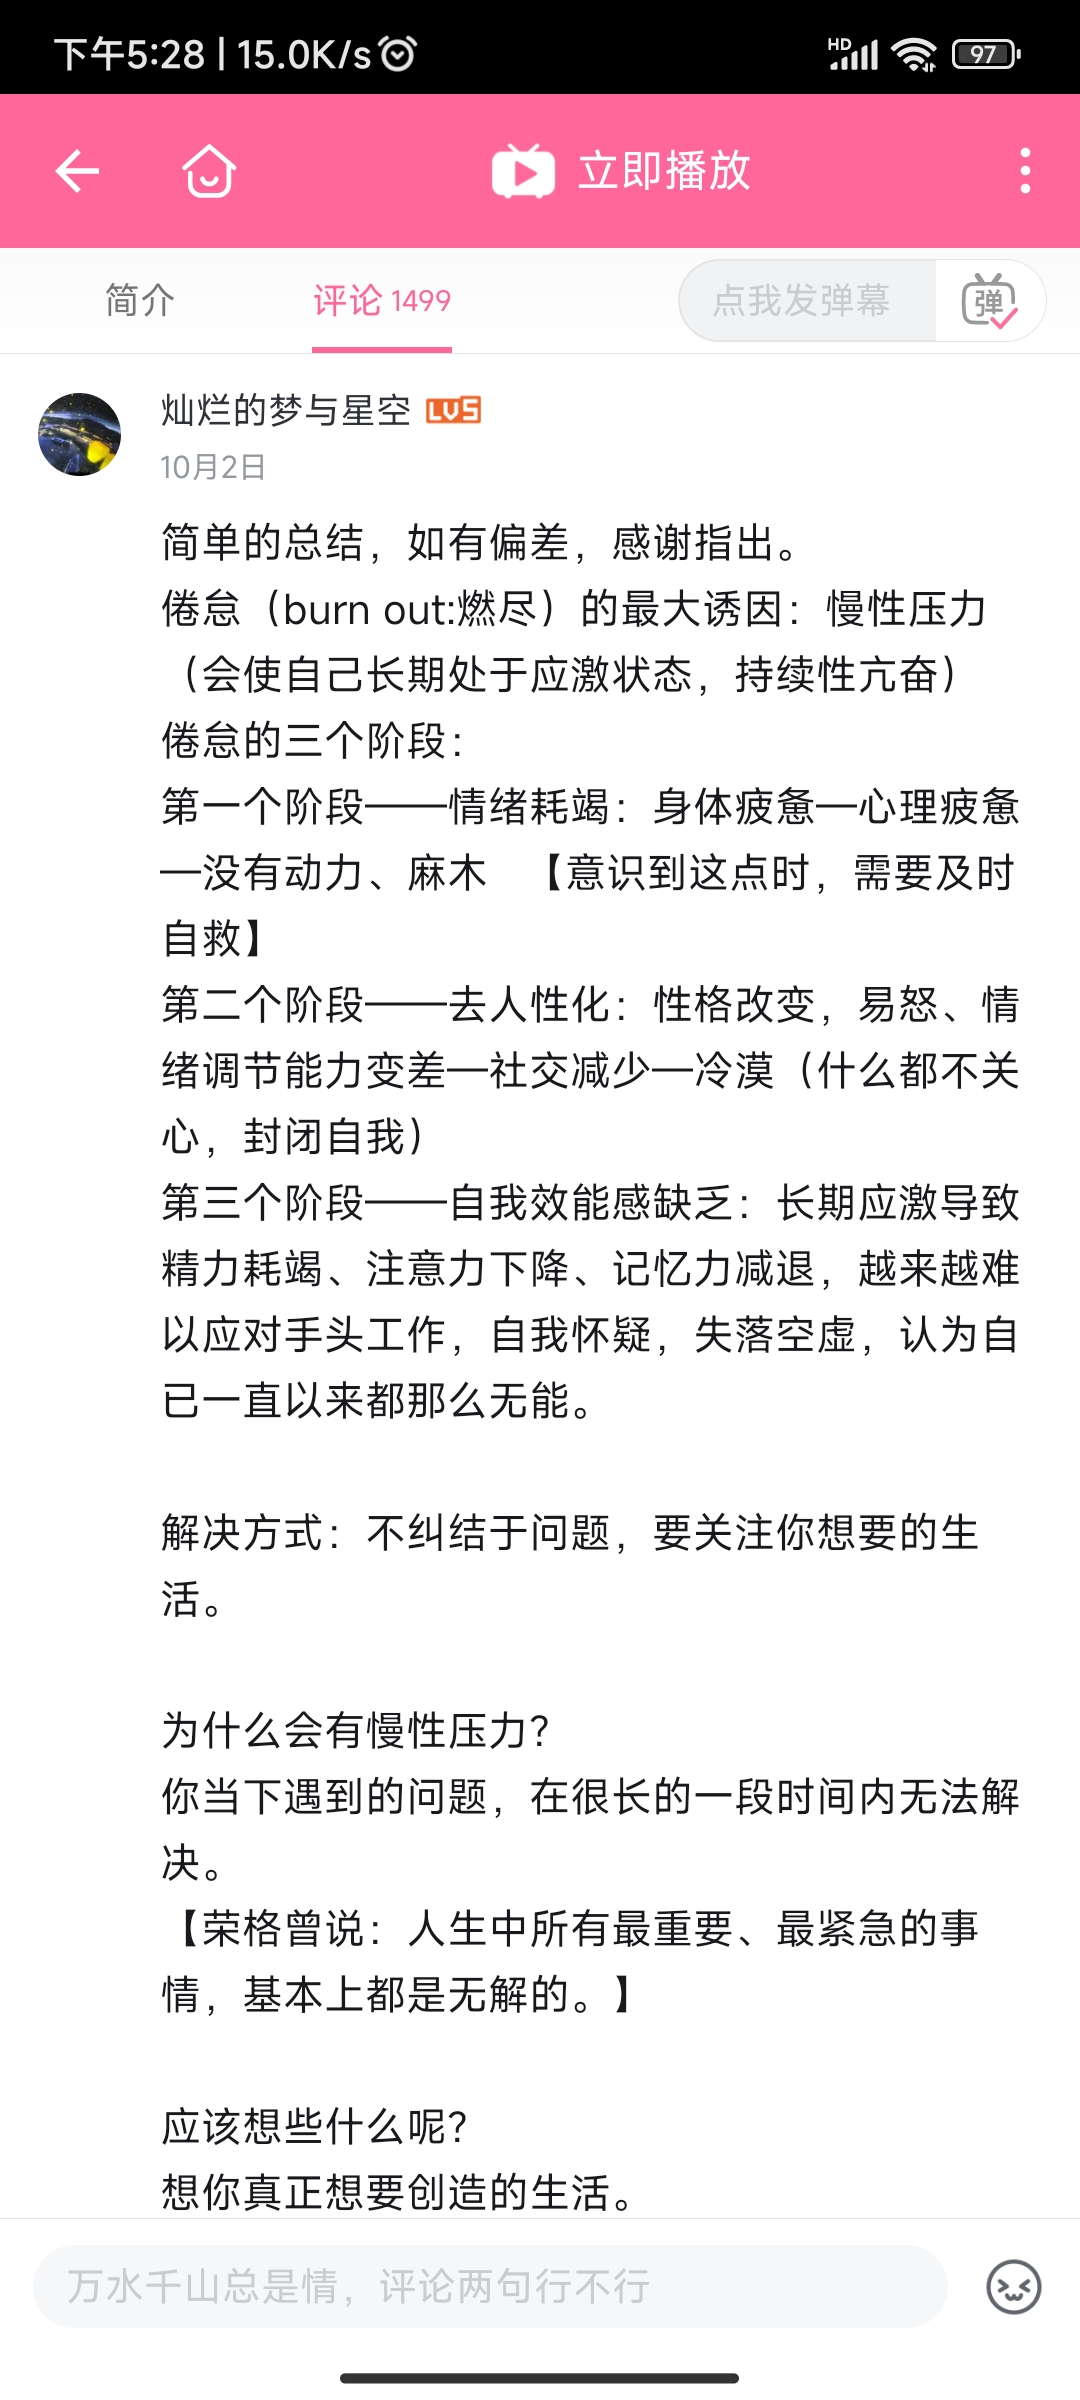 下午5:28 | 15.0K/s
HD
97
立即播放
简介
评论 1499
点我发弹幕
弹
灿烂的梦与星空 LV5
10月2日
简单的总结，如有偏差，感谢指出。
倦怠（burn out:燃尽）的最大诱因：慢性压力
（会使自己长期处于应激状态，持续性亢奋）
倦怠的三个阶段：
第一个阶段——情绪耗竭：身体疲惫—心理疲惫
—没有动力、麻木 【意识到这点时，需要及时
自救】
第二个阶段——去人性化：性格改变，易怒、情
绪调节能力变差—社交减少—冷漠（什么都不关
心，封闭自我）
第三个阶段——自我效能感缺乏：长期应激导致
精力耗竭、注意力下降、记忆力减退，越来越难
以应对手头工作，自我怀疑，失落空虚，认为自
已一直以来都那么无能。
解决方式：不纠结于问题，要关注你想要的生
活。
为什么会有慢性压力？
你当下遇到的问题，在很长的一段时间内无法解
决。
【荣格曾说：人生中所有最重要、最紧急的事
情，基本上都是无解的。】
应该想些什么呢？
想你真正想要创造的生活。
万水千山总是情，评论两句行不行